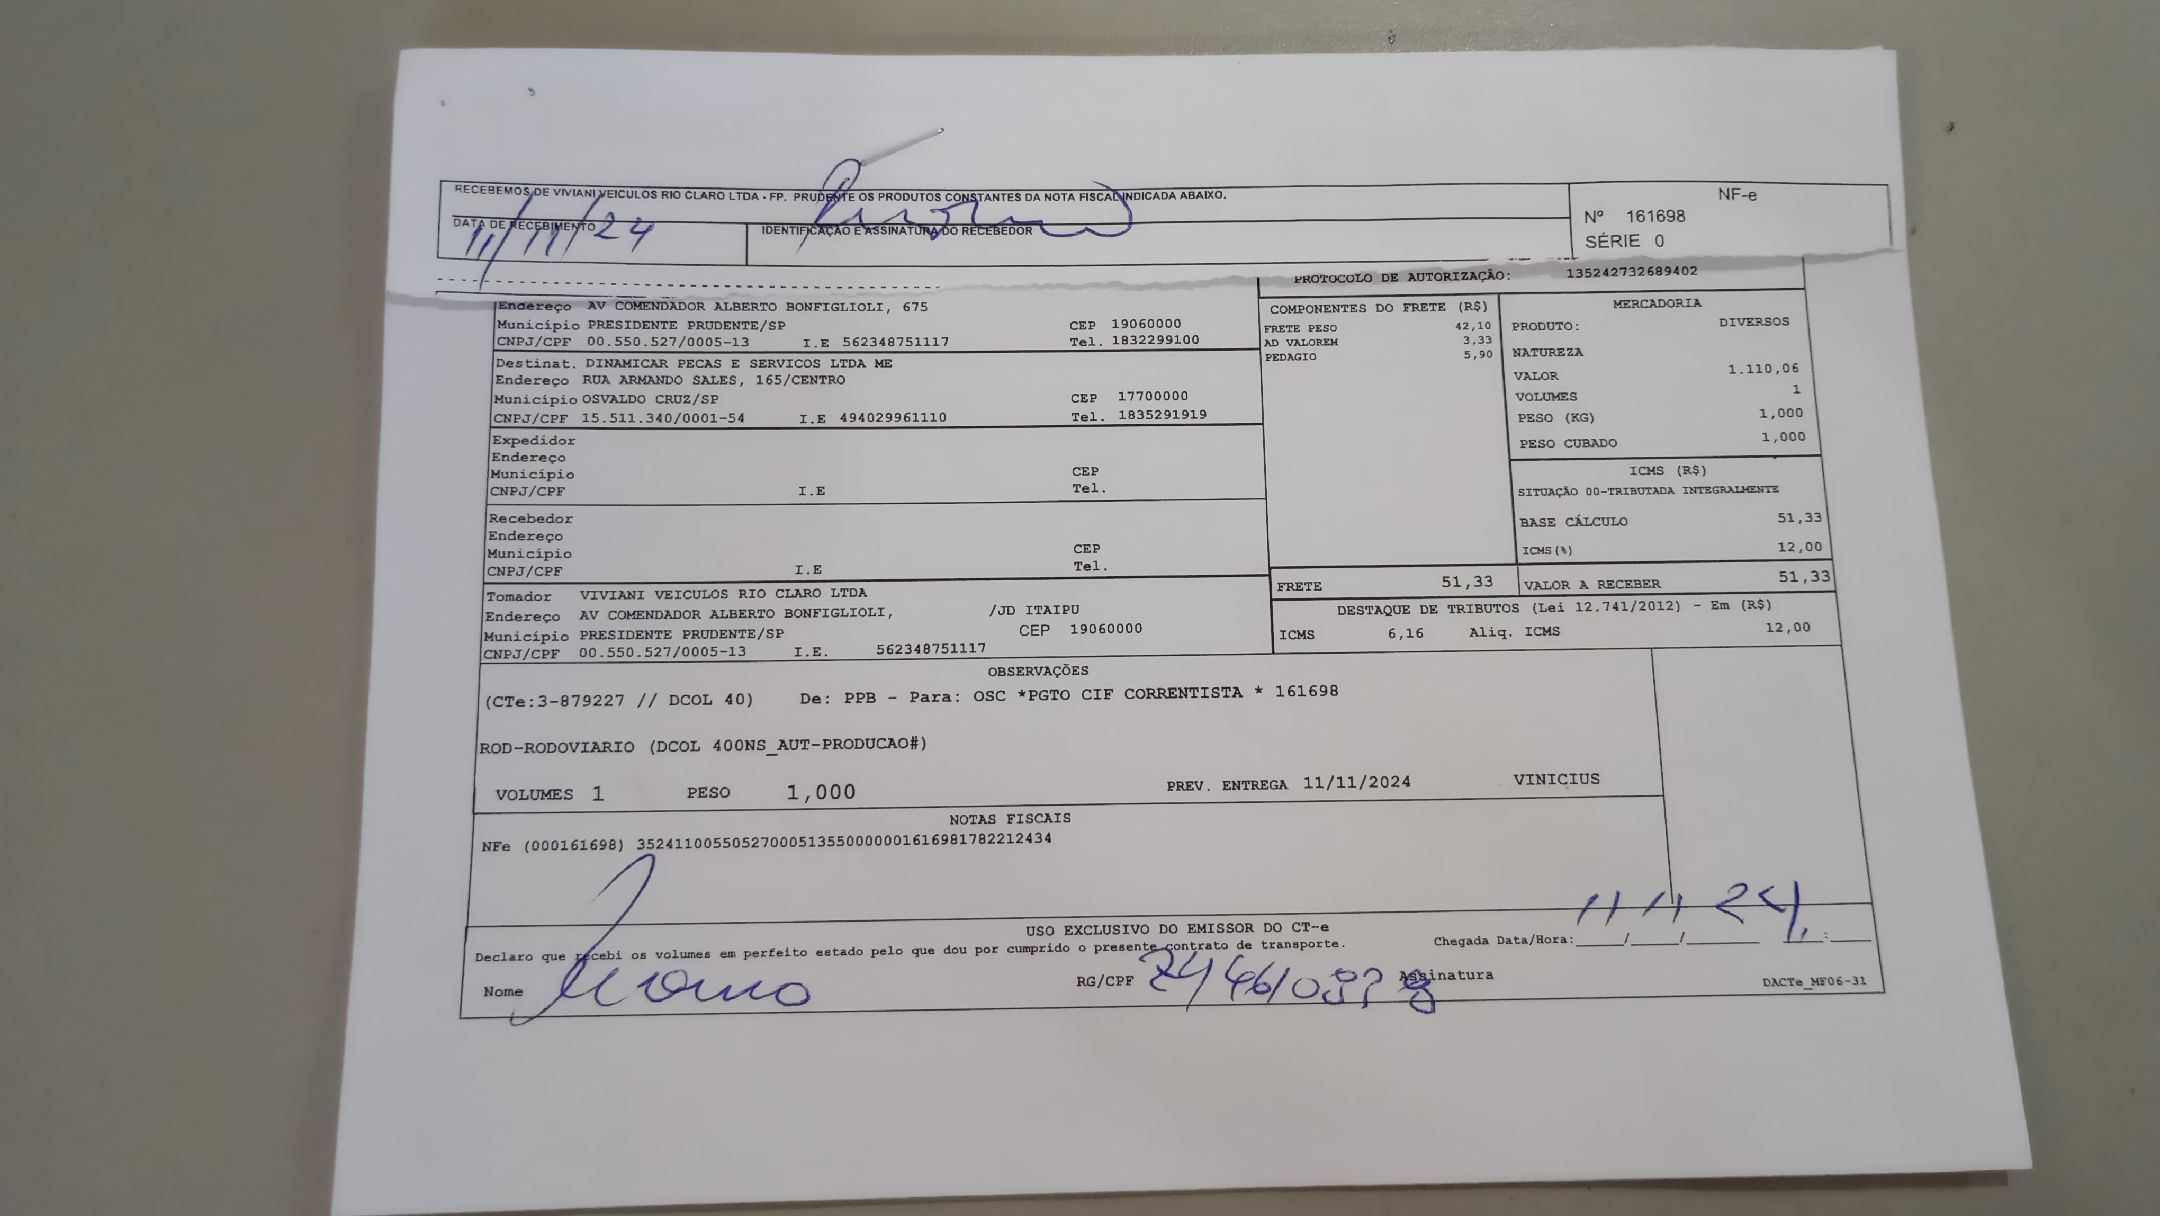 RECEBEMOS DE VIVIANI VEICULOS RIO CLARO LTDA - FP. PRUDENTE OS PRODUTOS CONSTANTES DA NOTA FISCAL INDICADA ABAIXO.
NF-e
Nº 161698
SÉRIE 0
DATA DE RECEBIMENTO
11/11/24
IDENTIFICAÇÃO E ASSINATURA DO RECEBEDOR
PROTOCOLO DE AUTORIZAÇÃO: 135242732689402
Endereço AV COMENDADOR ALBERTO BONFIGLIOLI, 675
Município PRESIDENTE PRUDENTE/SP CEP 19060000
CNPJ/CPF 00.550.527/0005-13 I.E 562348751117 Tel. 1832299100
Destinat. DINAMICAR PECAS E SERVICOS LTDA ME
Endereço RUA ARMANDO SALES, 165/CENTRO
Município OSVALDO CRUZ/SP CEP 17700000
CNPJ/CPF 15.511.340/0001-54 I.E 494029961110 Tel. 1835291919
Expedidor
Endereço
Município CEP
CNPJ/CPF I.E Tel.
Recebedor
Endereço
Município CEP
CNPJ/CPF I.E Tel.
Tomador VIVIANI VEICULOS RIO CLARO LTDA
Endereço AV COMENDADOR ALBERTO BONFIGLIOLI, /JD ITAIPU
Município PRESIDENTE PRUDENTE/SP CEP 19060000
CNPJ/CPF 00.550.527/0005-13 I.E. 562348751117
COMPONENTES DO FRETE (R$)
FRETE PESO 42,10
AD VALOREM 3,33
PEDAGIO 5,90
MERCADORIA
PRODUTO: DIVERSOS
NATUREZA
VALOR 1.110,06
VOLUMES 1
PESO (KG) 1,000
PESO CUBADO 1,000
ICMS (R$)
SITUAÇÃO 00-TRIBUTADA INTEGRALMENTE
BASE CÁLCULO 51,33
ICMS(%) 12,00
FRETE 51,33 VALOR A RECEBER 51,33
DESTAQUE DE TRIBUTOS (Lei 12.741/2012) - Em (R$)
ICMS 6,16 Aliq. ICMS 12,00
OBSERVAÇÕES
(CTe:3-879227 // DCOL 40) De: PPB - Para: OSC *PGTO CIF CORRENTISTA * 161698
ROD-RODOVIARIO (DCOL 400NS_AUT-PRODUCAO#)
VOLUMES 1 PESO 1,000 PREV. ENTREGA 11/11/2024 VINICIUS
NOTAS FISCAIS
NFe (000161698) 35241100550527000513550000001616981782212434
USO EXCLUSIVO DO EMISSOR DO CT-e
Declaro que recebi os volumes em perfeito estado pelo que dou por cumprido o presente contrato de transporte.
Chegada Data/Hora:____/____/______ ____:____
11 11 24
Nome RG/CPF Assinatura
DACTe_MF06-31